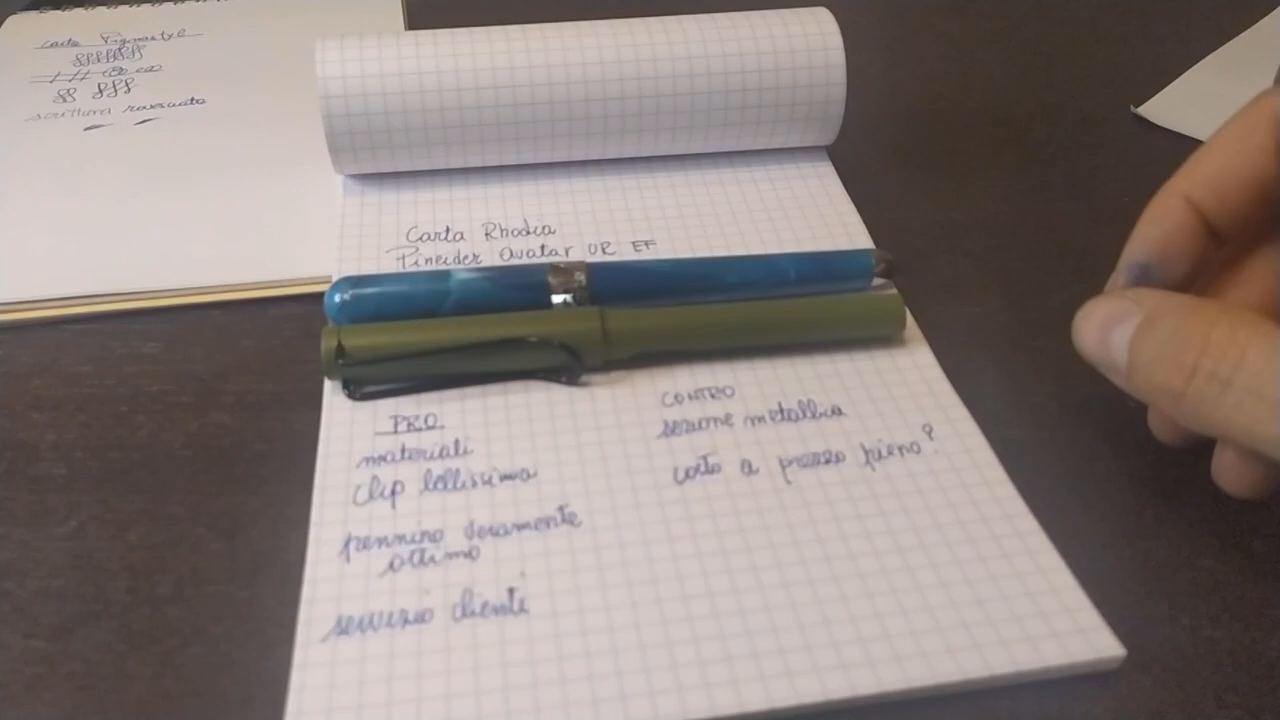 carta Pigmastyl
scrittura rovesciata
Carta Rhodia
Pineider Avatar UR EF
PRO
materiali
clip bellissima
pennino veramente
ottimo
servizio clienti
CONTRO
sezione metallica
costo a prezzo pieno?